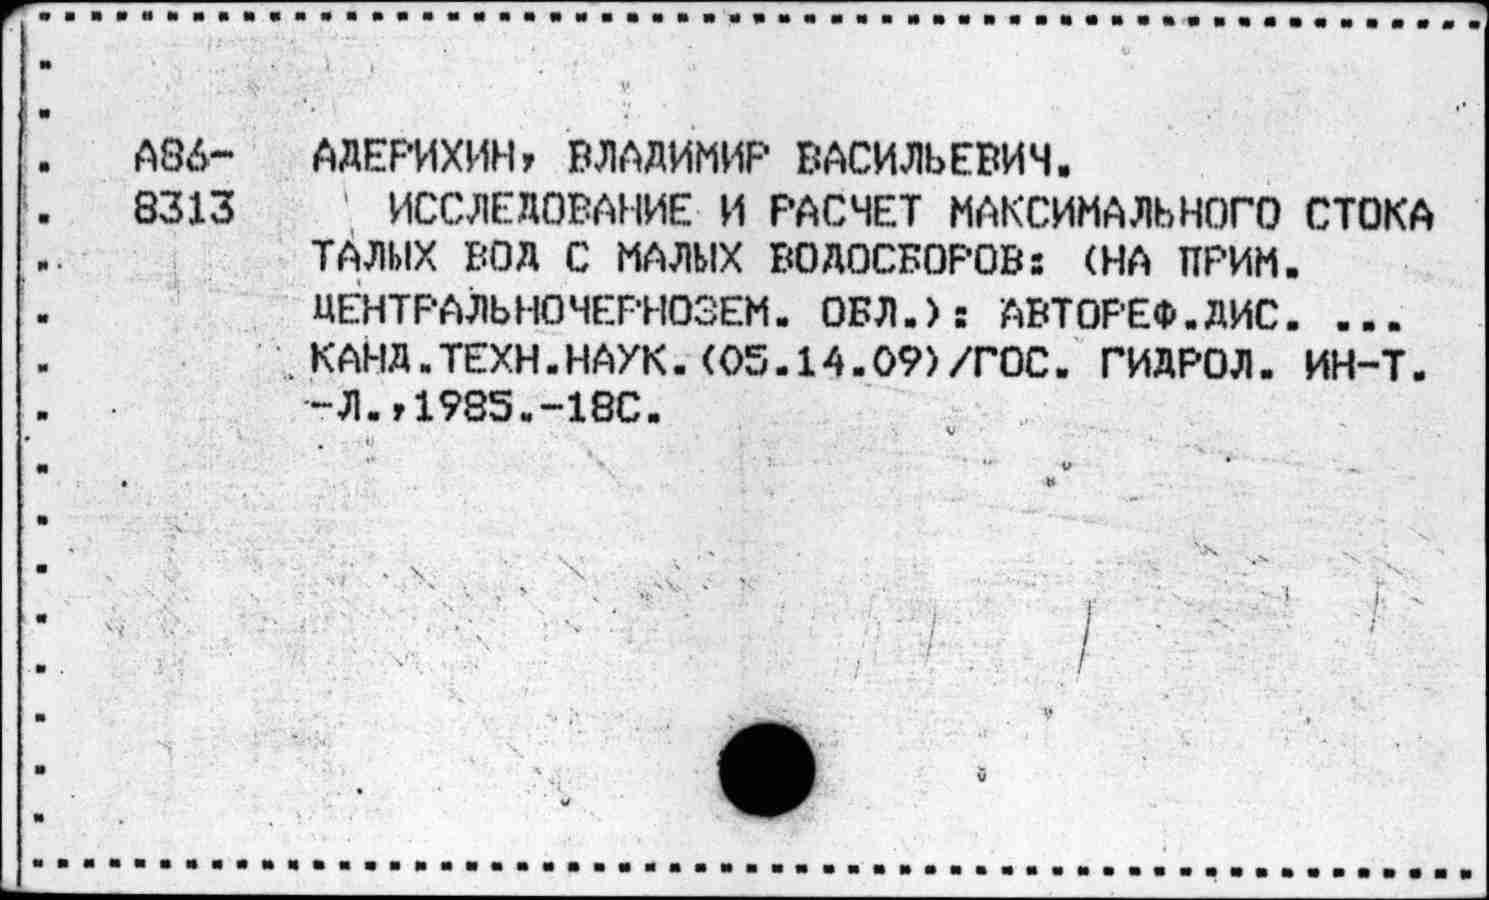 А86- АДЕРИХИН, ВЛАДИМИР ВАСИЛЬЕВИЧ.
8313 ИССЛЕДОВАНИЕ И РАСЧЕТ МАКСИМАЛЬНОГО СТОКА
ТАЛЫХ ВОД С МАЛЫХ ВОДОСБОРОВ: (НА ПРИМ.
ЦЕНТРАЛЬНОЧЕРНОЗЕМ. ОБЛ.): АВТОРЕФ.ДИС. ...
КАНД.ТЕХН.НАУК.(05.14.09)/ГОС. ГИДРОЛ. ИН-Т.
-Л.,1985.-18С.